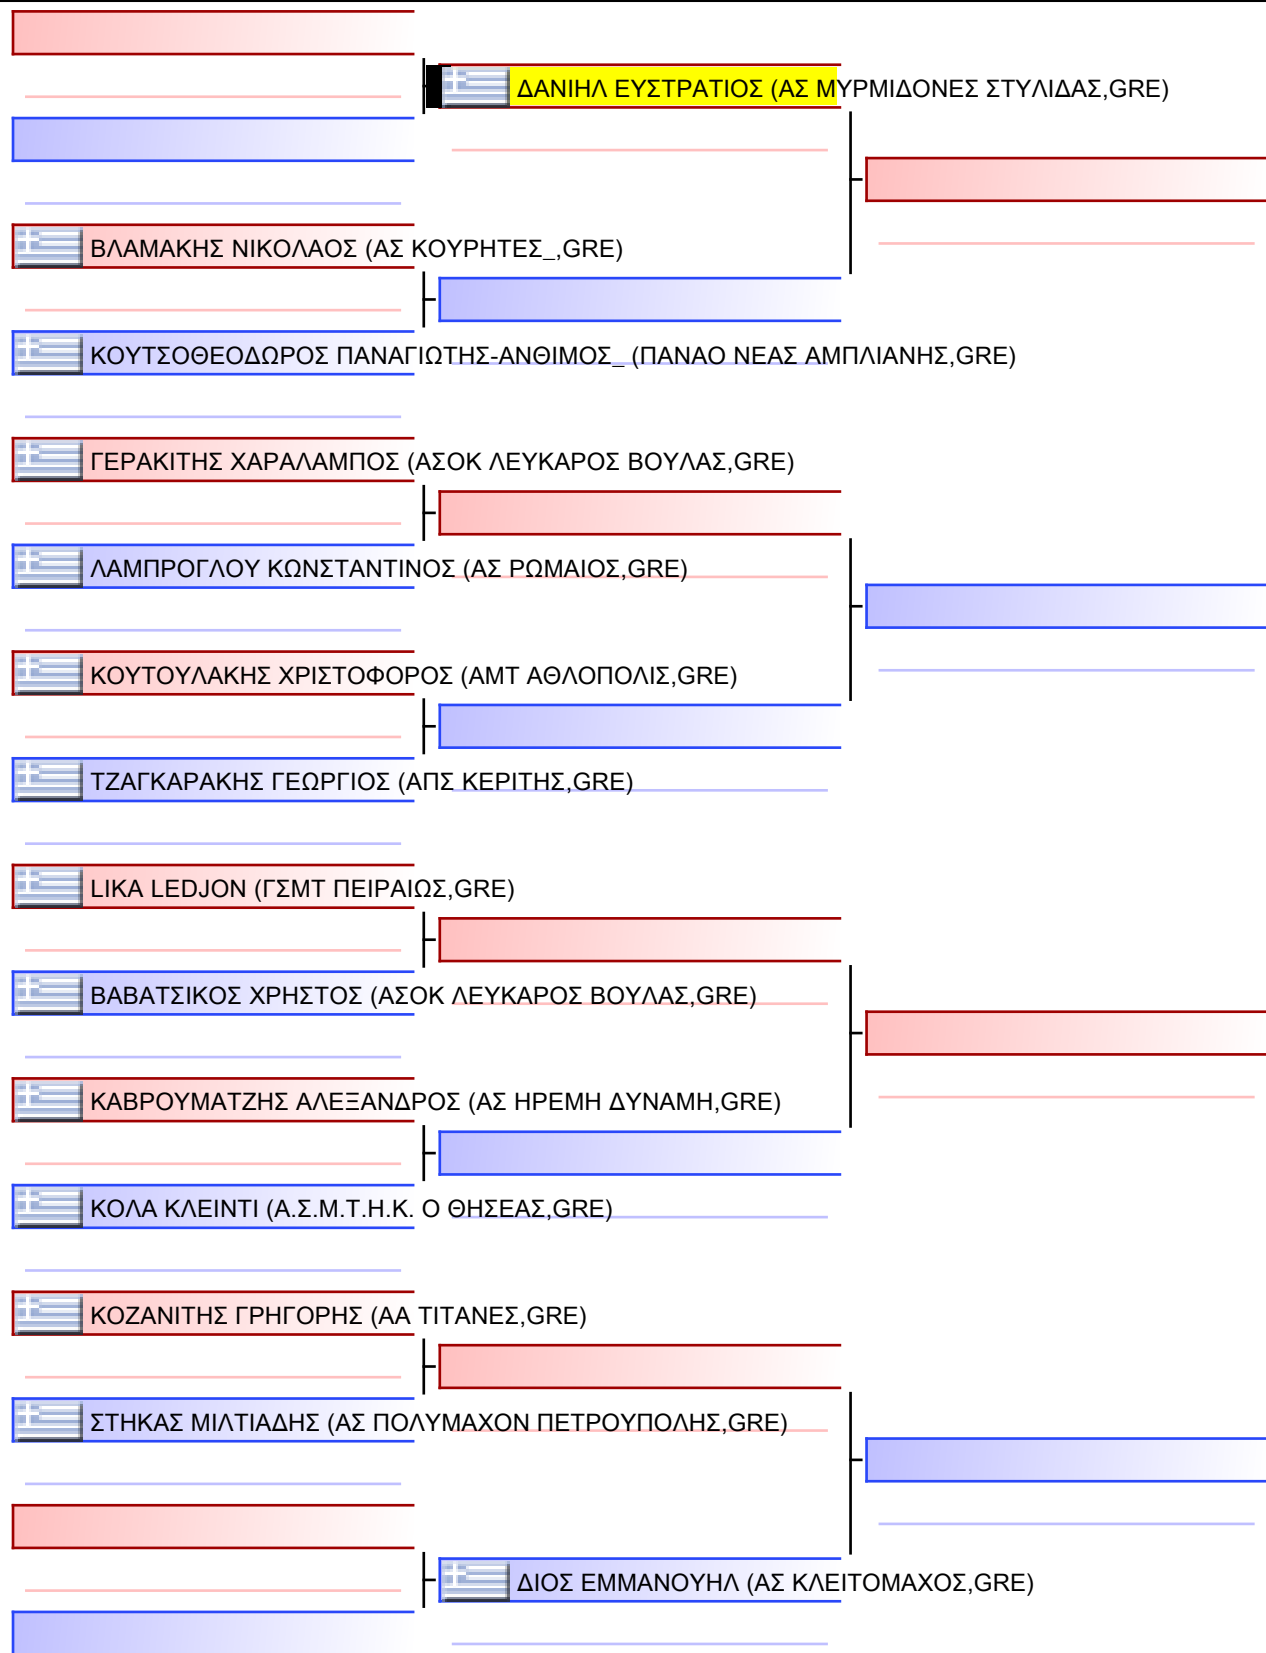 ΔΑΝΙΗΛ ΕΥΣΤΡΑΤΙΟΣ (ΑΣ ΜΥΡΜΙΔΟΝΕΣ ΣΤΥΛΙΔΑΣ,GRE)
ΒΛΑΜΑΚΗΣ ΝΙΚΟΛΑΟΣ (ΑΣ ΚΟΥΡΗΤΕΣ_,GRE)
ΚΟΥΤΣΟΘΕΟΔΩΡΟΣ ΠΑΝΑΓΙΩΤΗΣ-ΑΝΘΙΜΟΣ_ (ΠΑΝΑΟ ΝΕΑΣ ΑΜΠΛΙΑΝΗΣ,GRE)
ΓΕΡΑΚΙΤΗΣ ΧΑΡΑΛΑΜΠΟΣ (ΑΣΟΚ ΛΕΥΚΑΡΟΣ ΒΟΥΛΑΣ,GRE)
ΛΑΜΠΡΟΓΛΟΥ ΚΩΝΣΤΑΝΤΙΝΟΣ (ΑΣ ΡΩΜΑΙΟΣ,GRE)
ΚΟΥΤΟΥΛΑΚΗΣ ΧΡΙΣΤΟΦΟΡΟΣ (ΑΜΤ ΑΘΛΟΠΟΛΙΣ,GRE)
ΤΖΑΓΚΑΡΑΚΗΣ ΓΕΩΡΓΙΟΣ (ΑΠΣ ΚΕΡΙΤΗΣ,GRE)
LIKA LEDJON (ΓΣΜΤ ΠΕΙΡΑΙΩΣ,GRE)
ΒΑΒΑΤΣΙΚΟΣ ΧΡΗΣΤΟΣ (ΑΣΟΚ ΛΕΥΚΑΡΟΣ ΒΟΥΛΑΣ,GRE)
ΚΑΒΡΟΥΜΑΤΖΗΣ ΑΛΕΞΑΝΔΡΟΣ (ΑΣ ΗΡΕΜΗ ΔΥΝΑΜΗ,GRE)
ΚΟΛΑ ΚΛΕΙΝΤΙ (Α.Σ.Μ.Τ.Η.Κ. Ο ΘΗΣΕΑΣ,GRE)
ΚΟΖΑΝΙΤΗΣ ΓΡΗΓΟΡΗΣ (ΑΑ ΤΙΤΑΝΕΣ,GRE)
ΣΤΗΚΑΣ ΜΙΛΤΙΑΔΗΣ (ΑΣ ΠΟΛΥΜΑΧΟΝ ΠΕΤΡΟΥΠΟΛΗΣ,GRE)
ΔΙΟΣ ΕΜΜΑΝΟΥΗΛ (ΑΣ ΚΛΕΙΤΟΜΑΧΟΣ,GRE)